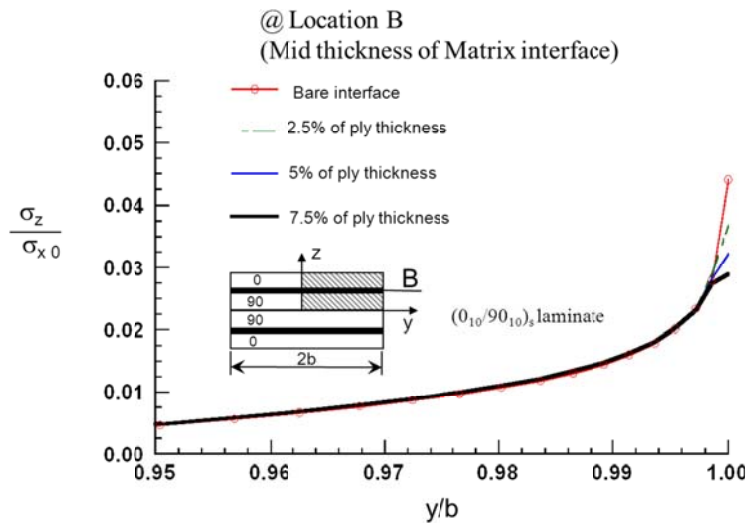 @ Location B
(Mid thickness of Matrix interface)
0.06
0.05
0.04
0.03
0.02
0.01
0.00
σz
σx 0
Bare interface
2.5% of ply thickness
5% of ply thickness
7.5% of ply thickness
z
0
B
90
y
90
0
2b
(0₁₀/90₁₀)ₛ laminate
0.95 0.96 0.97 0.98 0.99 1.00
y/b